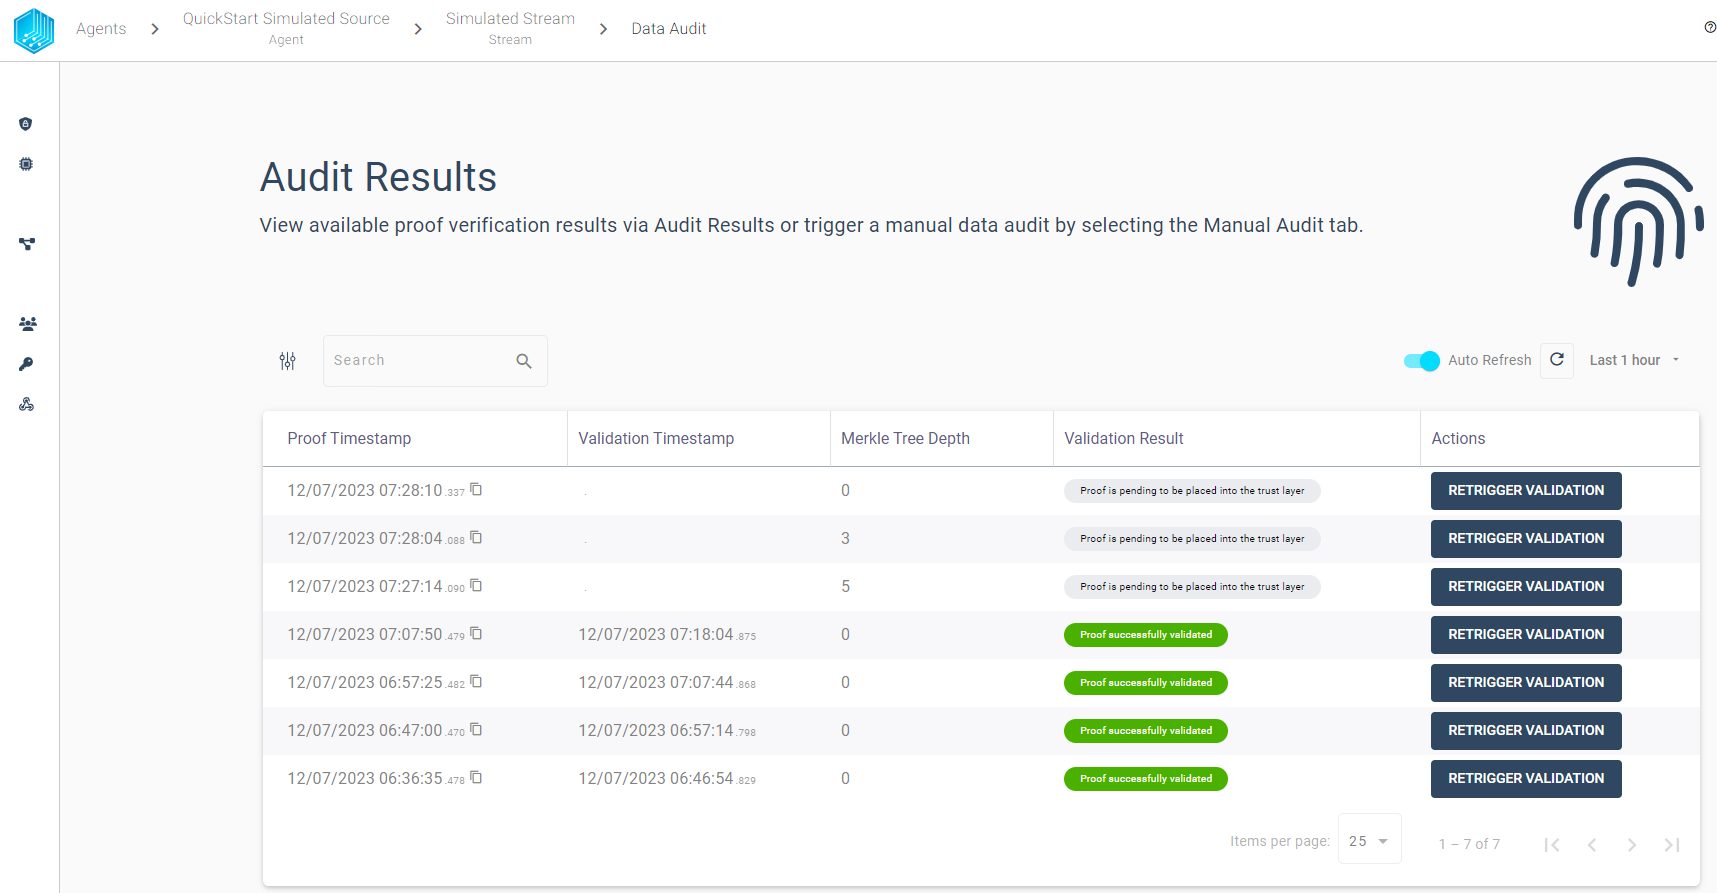 Agents
QuickStart Simulated Source
Agent
Simulated Stream
Stream
Data Audit
Audit Results
View available proof verification results via Audit Results or trigger a manual data audit by selecting the Manual Audit tab.
Search
Auto Refresh
Last 1 hour
Proof Timestamp Validation Timestamp Merkle Tree Depth Validation Result Actions
12/07/2023 07:28:10.337 . 0 Proof is pending to be placed into the trust layer RETRIGGER VALIDATION
12/07/2023 07:28:04.088 . 3 Proof is pending to be placed into the trust layer RETRIGGER VALIDATION
12/07/2023 07:27:14.090 . 5 Proof is pending to be placed into the trust layer RETRIGGER VALIDATION
12/07/2023 07:07:50.479 12/07/2023 07:18:04.875 0 Proof successfully validated RETRIGGER VALIDATION
12/07/2023 06:57:25.482 12/07/2023 07:07:44.868 0 Proof successfully validated RETRIGGER VALIDATION
12/07/2023 06:47:00.470 12/07/2023 06:57:14.798 0 Proof successfully validated RETRIGGER VALIDATION
12/07/2023 06:36:35.478 12/07/2023 06:46:54.829 0 Proof successfully validated RETRIGGER VALIDATION
Items per page: 25 1 – 7 of 7